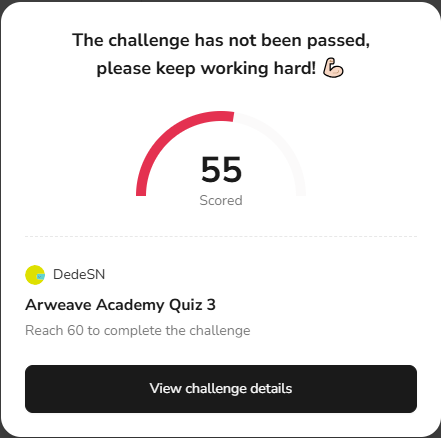 The challenge has not been passed,
please keep working hard! 💪🏻
55
Scored
DedeSN
Arweave Academy Quiz 3
Reach 60 to complete the challenge
View challenge details